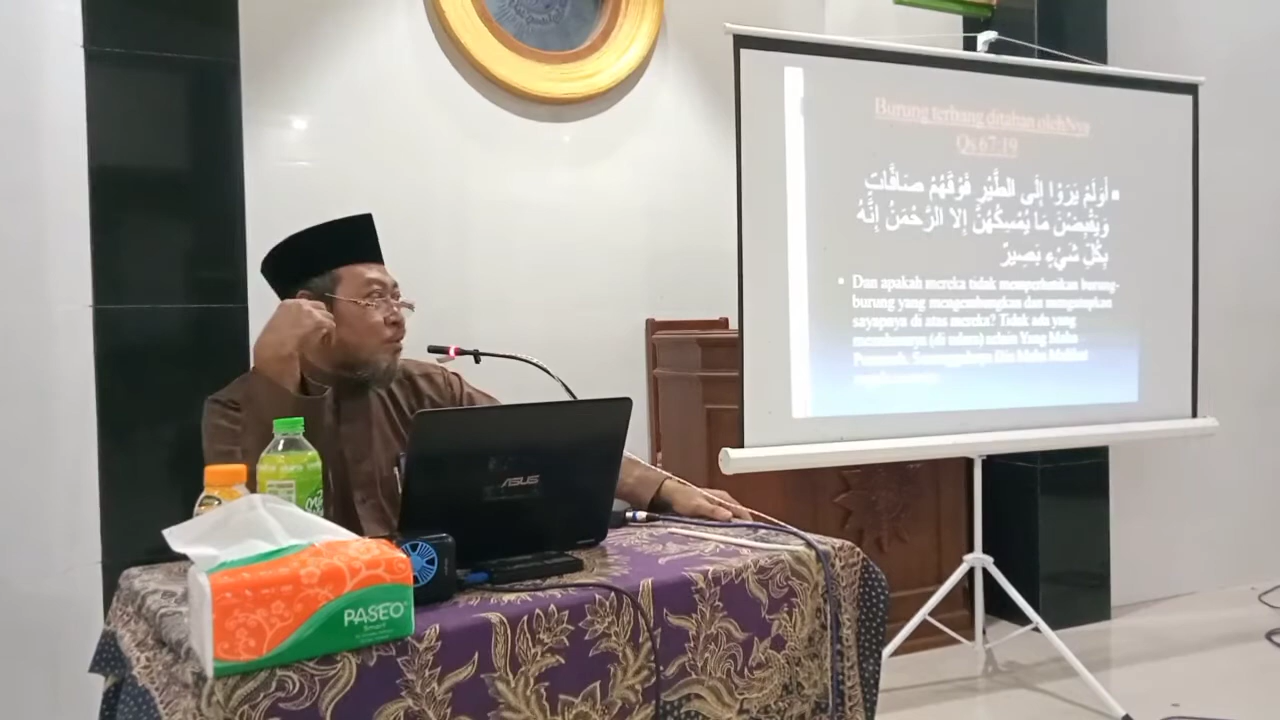 Burung terbang ditahan olehNya
Qs 67:19
أَوَلَمْ يَرَوْا إِلَى الطَّيْرِ فَوْقَهُمْ صَافَّاتٍ
وَيَقْبِضْنَ مَا يُمْسِكُهُنَّ إِلا الرَّحْمَنُ إِنَّهُ
بِكُلِّ شَيْءٍ بَصِيرٌ
Dan apakah mereka tidak memperhatikan burung-
burung yang mengembangkan dan mengatupkan
sayapnya di atas mereka? Tidak ada yang
menahannya (di udara) selain Yang Maha
Pemurah. Sesungguhnya Dia Maha Melihat
ASUS
PASEO
Smart